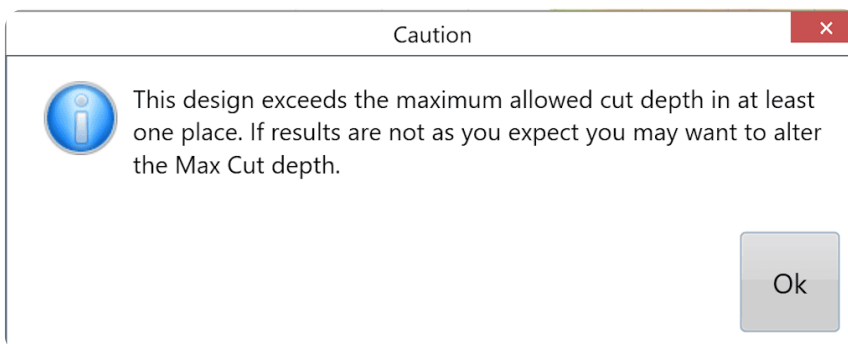 Caution
This design exceeds the maximum allowed cut depth in at least
one place. If results are not as you expect you may want to alter
the Max Cut depth.
Ok